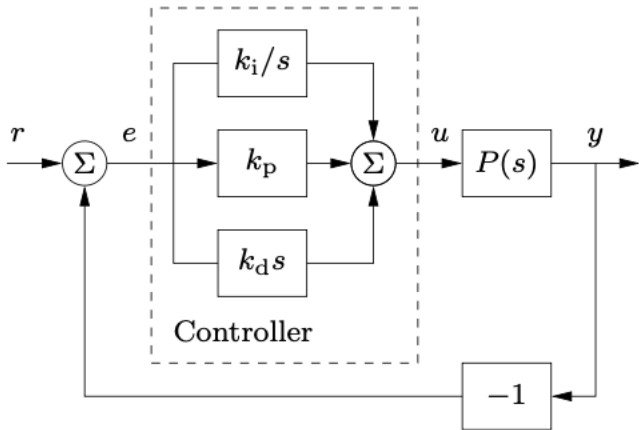 k_i/s
r
Σ
e
k_p
Σ
u
P(s)
y
k_d s
Controller
−1